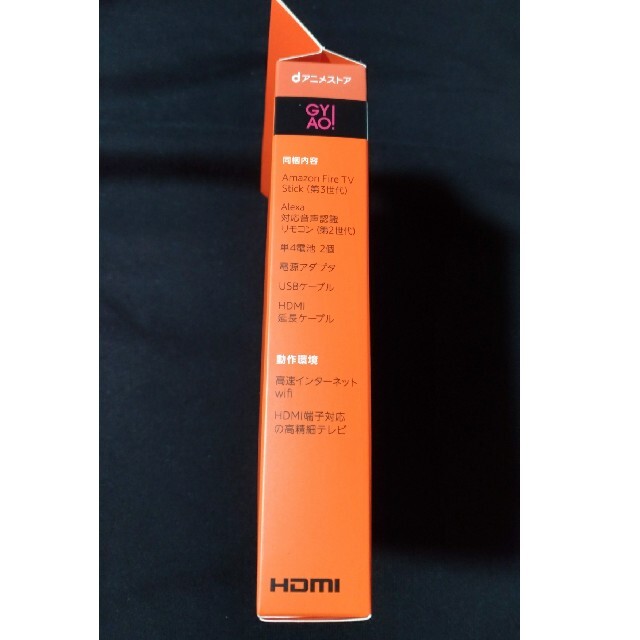 dアニメストア
GY
AO!
同梱内容
Amazon Fire TV
Stick (第3世代)
Alexa
対応音声認識
リモコン (第2世代)
単4電池 2個
電源アダプタ
USBケーブル
HDMI
延長ケーブル
動作環境
高速インターネット
wifi
HDMI端子対応
の高精細テレビ
HDMI